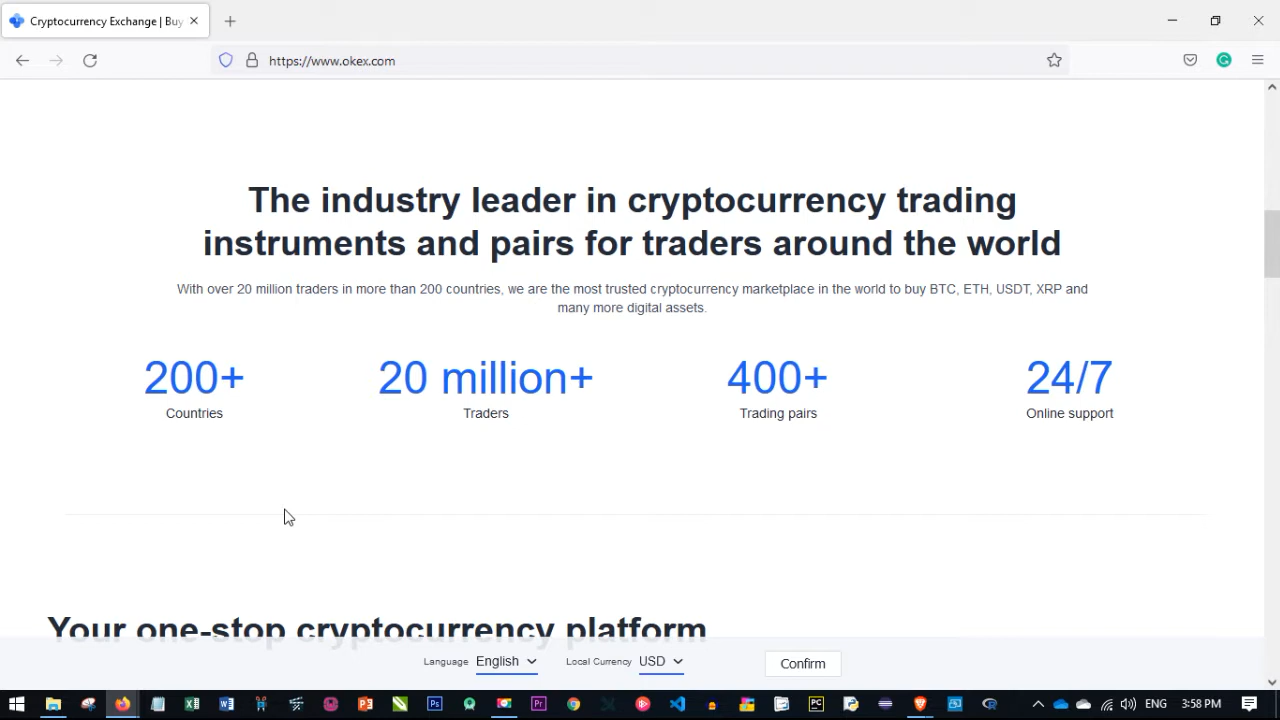 Cryptocurrency Exchange | Buy
https://www.okex.com
The industry leader in cryptocurrency trading
instruments and pairs for traders around the world
With over 20 million traders in more than 200 countries, we are the most trusted cryptocurrency marketplace in the world to buy BTC, ETH, USDT, XRP and
many more digital assets.
200+ 20 million+ 400+ 24/7
Countries Traders Trading pairs Online support
Your one-stop cryptocurrency platform
Language English Local Currency USD Confirm
ENG 3:58 PM